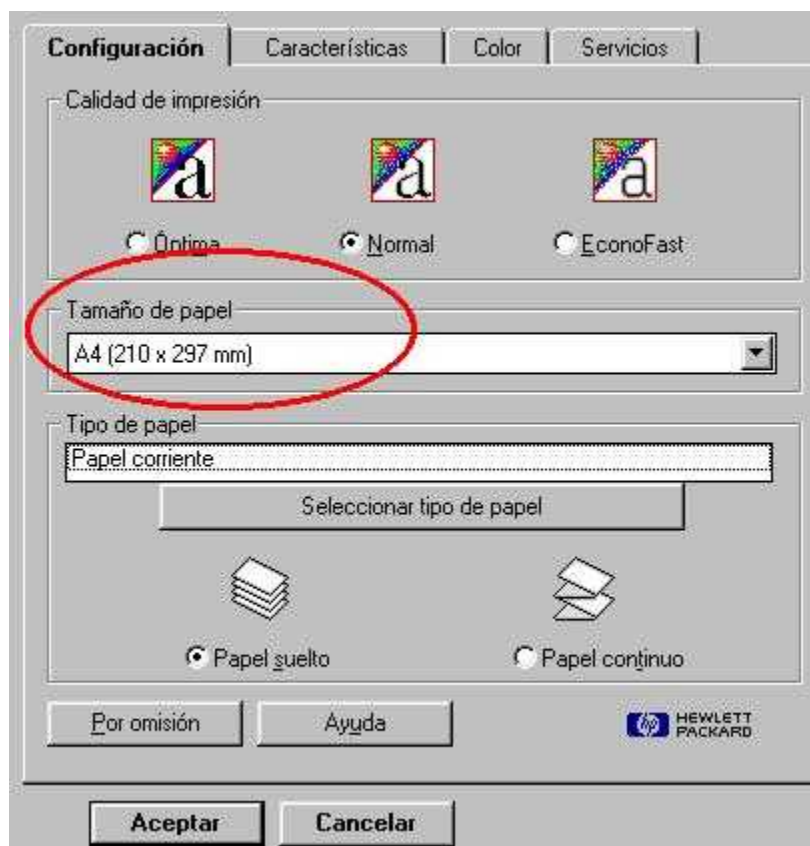 Configuración Características Color Servicios
Calidad de impresión
a a a
Óptima Normal EconoFast
Tamaño de papel
A4 (210 x 297 mm)
Tipo de papel
Papel corriente
Seleccionar tipo de papel
Papel suelto Papel continuo
Por omisión Ayuda
hp HEWLETT
PACKARD
Aceptar Cancelar